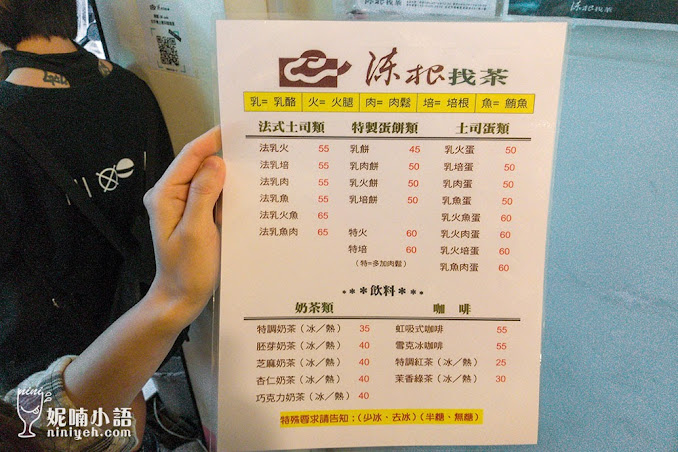 陳根找茶
乳=乳酪 火=火腿 肉=肉鬆 培=培根 魚=鮪魚
法式土司類
法乳火 55
法乳培 55
法乳肉 55
法乳魚 55
法乳火魚 65
法乳魚肉 65
特製蛋餅類
乳餅 45
乳肉餅 50
乳火餅 50
乳培餅 50
特火 60
特培 60
(特=多加肉鬆)
土司蛋類
乳火蛋 50
乳培蛋 50
乳肉蛋 50
乳魚蛋 50
乳火魚蛋 60
乳火肉蛋 60
乳火培蛋 60
乳魚肉蛋 60
**飲料**
奶茶類
特調奶茶(冰/熱) 35
胚芽奶茶(冰/熱) 40
芝麻奶茶(冰/熱) 40
杏仁奶茶(冰/熱) 40
巧克力奶茶(冰/熱) 40
咖啡
虹吸式咖啡 55
雪克冰咖啡 55
特調紅茶(冰/熱) 25
茉香綠茶(冰/熱) 30
特殊要求請告知:(少冰、去冰)(半糖、無糖)
nini
妮喃小語
niniyeh.com